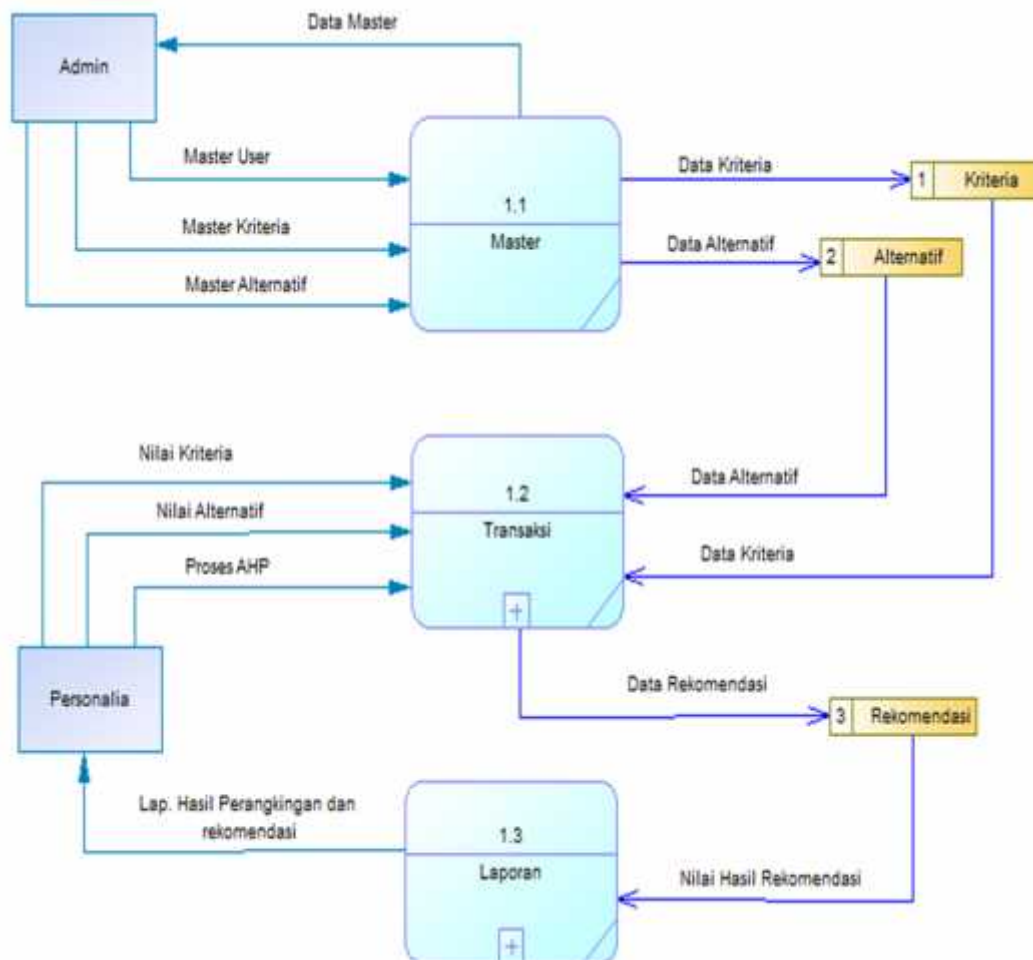 Data Master
Admin
Master User
Data Kriteria
1 Kriteria
1.1
Master Kriteria
Master
Data Alternatif
2 Alternatif
Master Alternatif
Nilai Kriteria
Data Alternatif
1.2
Nilai Alternatif
Transaksi
Data Kriteria
Proses AHP
+
Personalia
Data Rekomendasi
3 Rekomendasi
Lap. Hasil Perangkingan dan
rekomendasi
1.3
Laporan
Nilai Hasil Rekomendasi
+